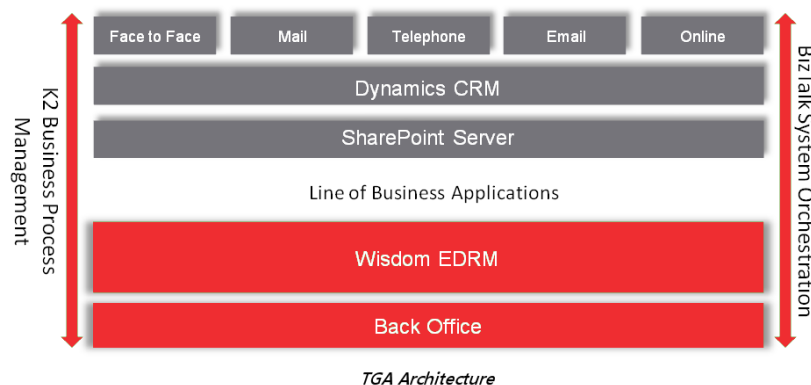 Face to Face
Mail
Telephone
Email
Online
Dynamics CRM
SharePoint Server
Line of Business Applications
Wisdom EDRM
Back Office
K2 Business Process
Management
BizTalk System Orchestration
TGA Architecture